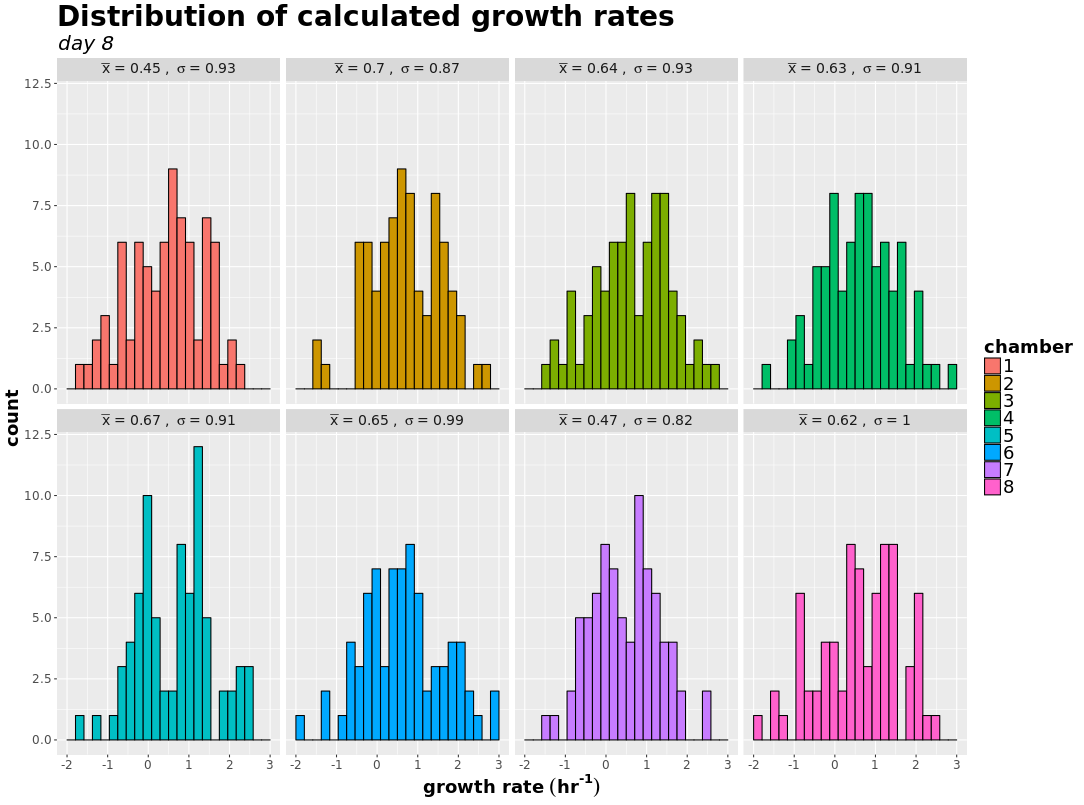 Distribution of calculated growth rates
day 8
x̅ = 0.45 , σ = 0.93
x̅ = 0.7 , σ = 0.87
x̅ = 0.64 , σ = 0.93
x̅ = 0.63 , σ = 0.91
12.5
10.0
7.5
5.0
2.5
0.0
x̅ = 0.67 , σ = 0.91
x̅ = 0.65 , σ = 0.99
x̅ = 0.47 , σ = 0.82
x̅ = 0.62 , σ = 1
12.5
10.0
7.5
5.0
2.5
0.0
-2 -1 0 1 2 3
-2 -1 0 1 2 3
-2 -1 0 1 2 3
-2 -1 0 1 2 3
count
growth rate (hr⁻¹)
chamber
1
2
3
4
5
6
7
8